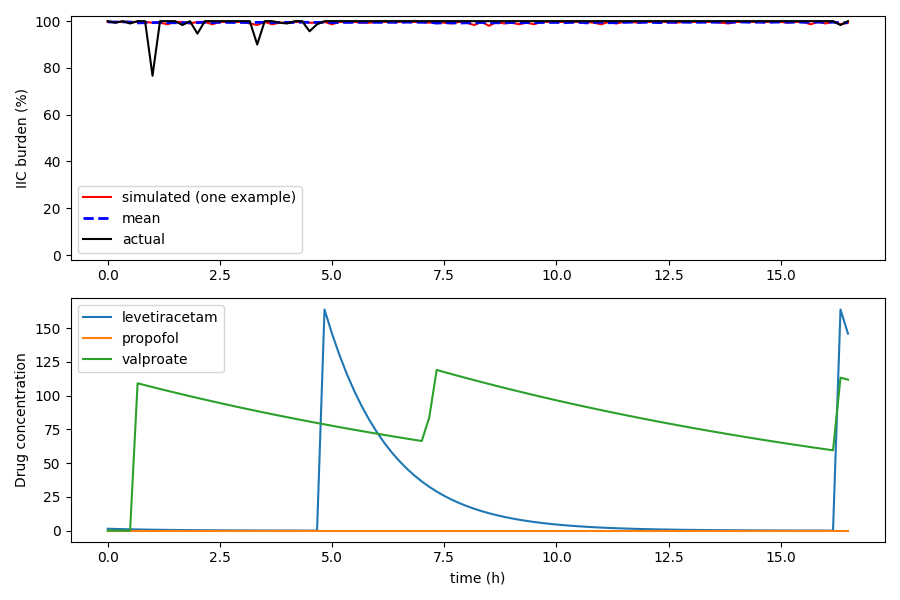 100
80
60
40
20
0
IIC burden (%)
simulated (one example)
mean
actual
0.0 2.5 5.0 7.5 10.0 12.5 15.0
150
125
100
75
50
25
0
Drug concentration
levetiracetam
propofol
valproate
0.0 2.5 5.0 7.5 10.0 12.5 15.0
time (h)